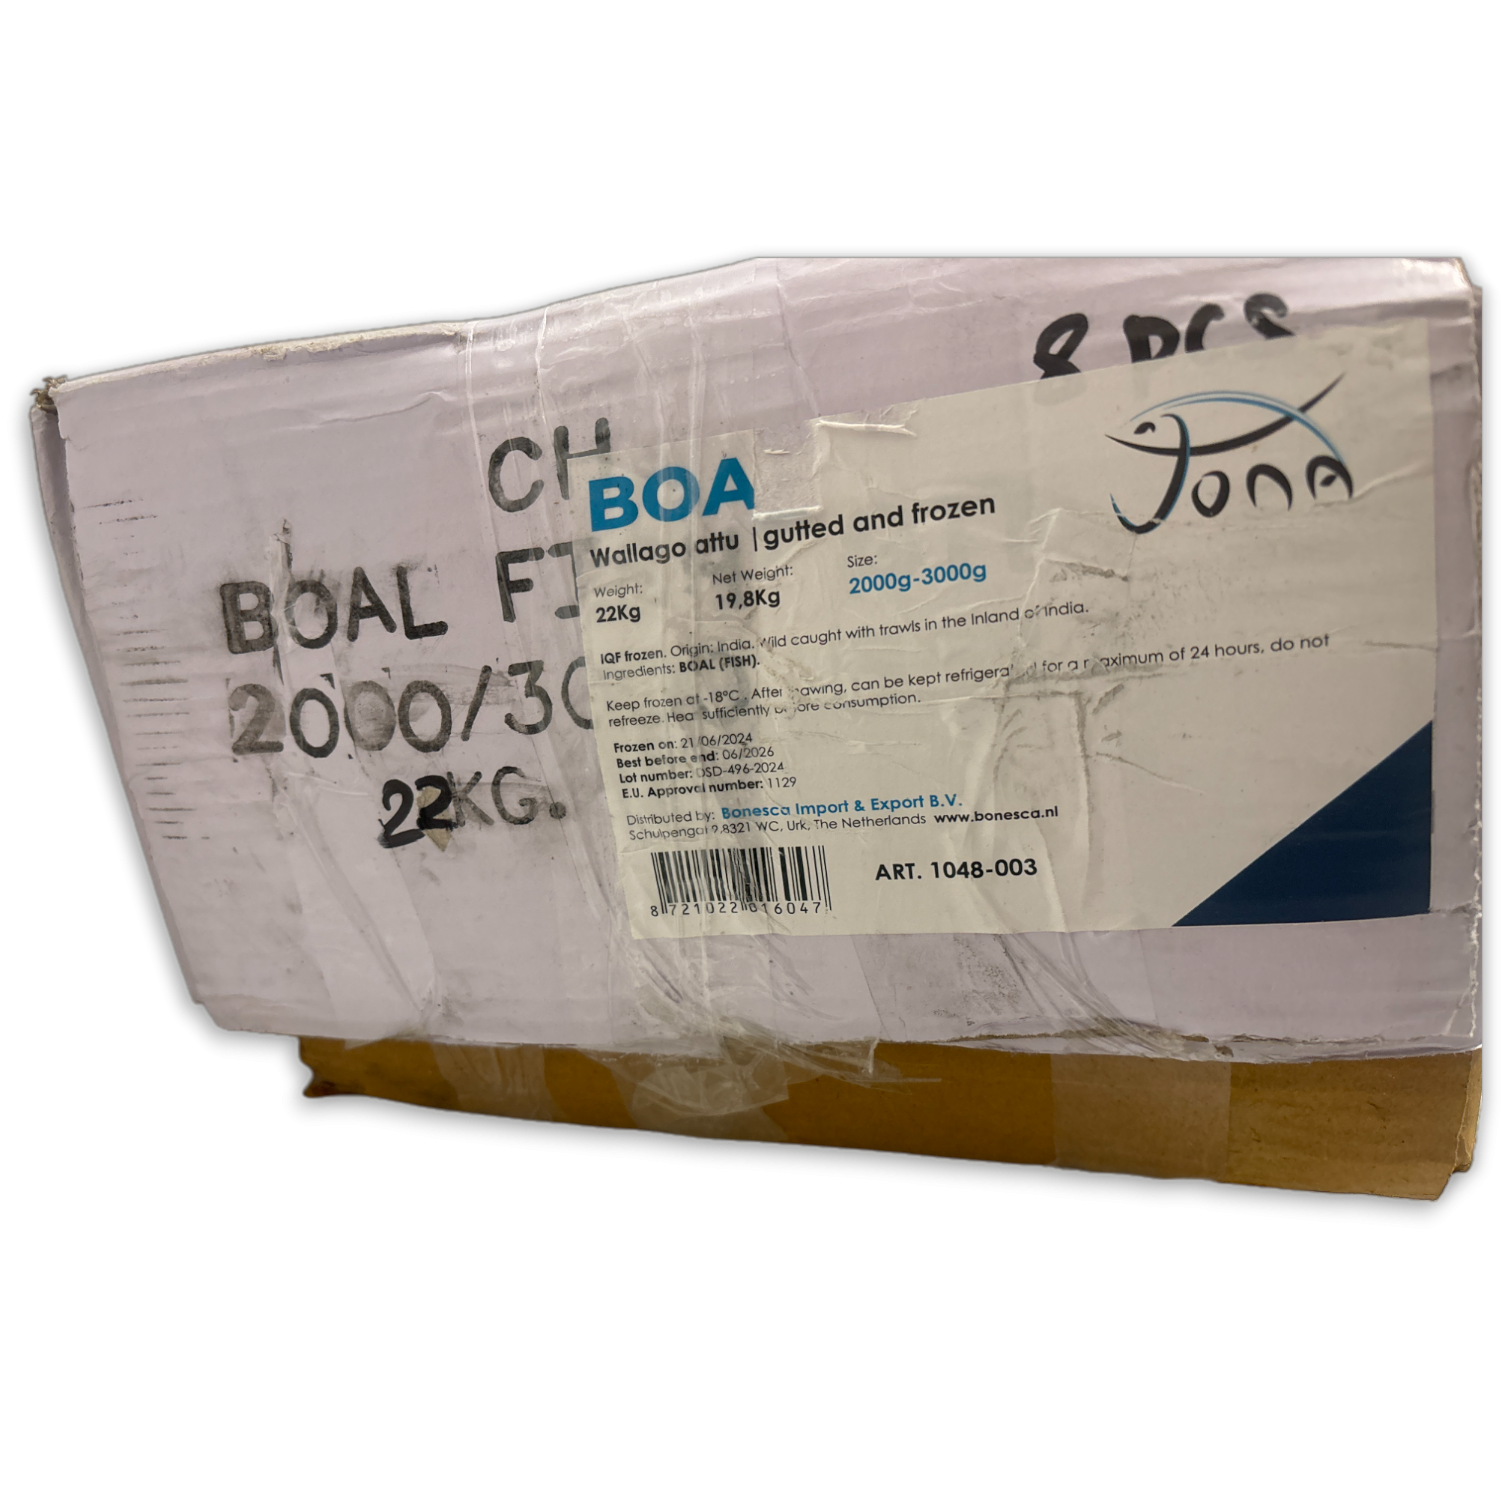 8 PCS
CH
BOAL FI
2000/30
22KG.
BOA
Jona
Wallago attu | gutted and frozen
Weight: Net Weight: Size:
22Kg 19,8Kg 2000g-3000g
IQF frozen. Origin: India. Wild caught with trawls in the Inland of India.
Ingredients: BOAL (FISH).
Keep frozen at -18°C. After thawing, can be kept refrigerated for a maximum of 24 hours, do not
refreeze. Heat sufficiently before consumption.
Frozen on: 21/06/2024
Best before end: 06/2026
Lot number: OSD-496-2024
E.U. Approval number: 1129
Distributed by: Bonesca Import & Export B.V.
8321 WC, Urk, The Netherlands www.bonesca.nl
ART. 1048-003
8 721022 016047